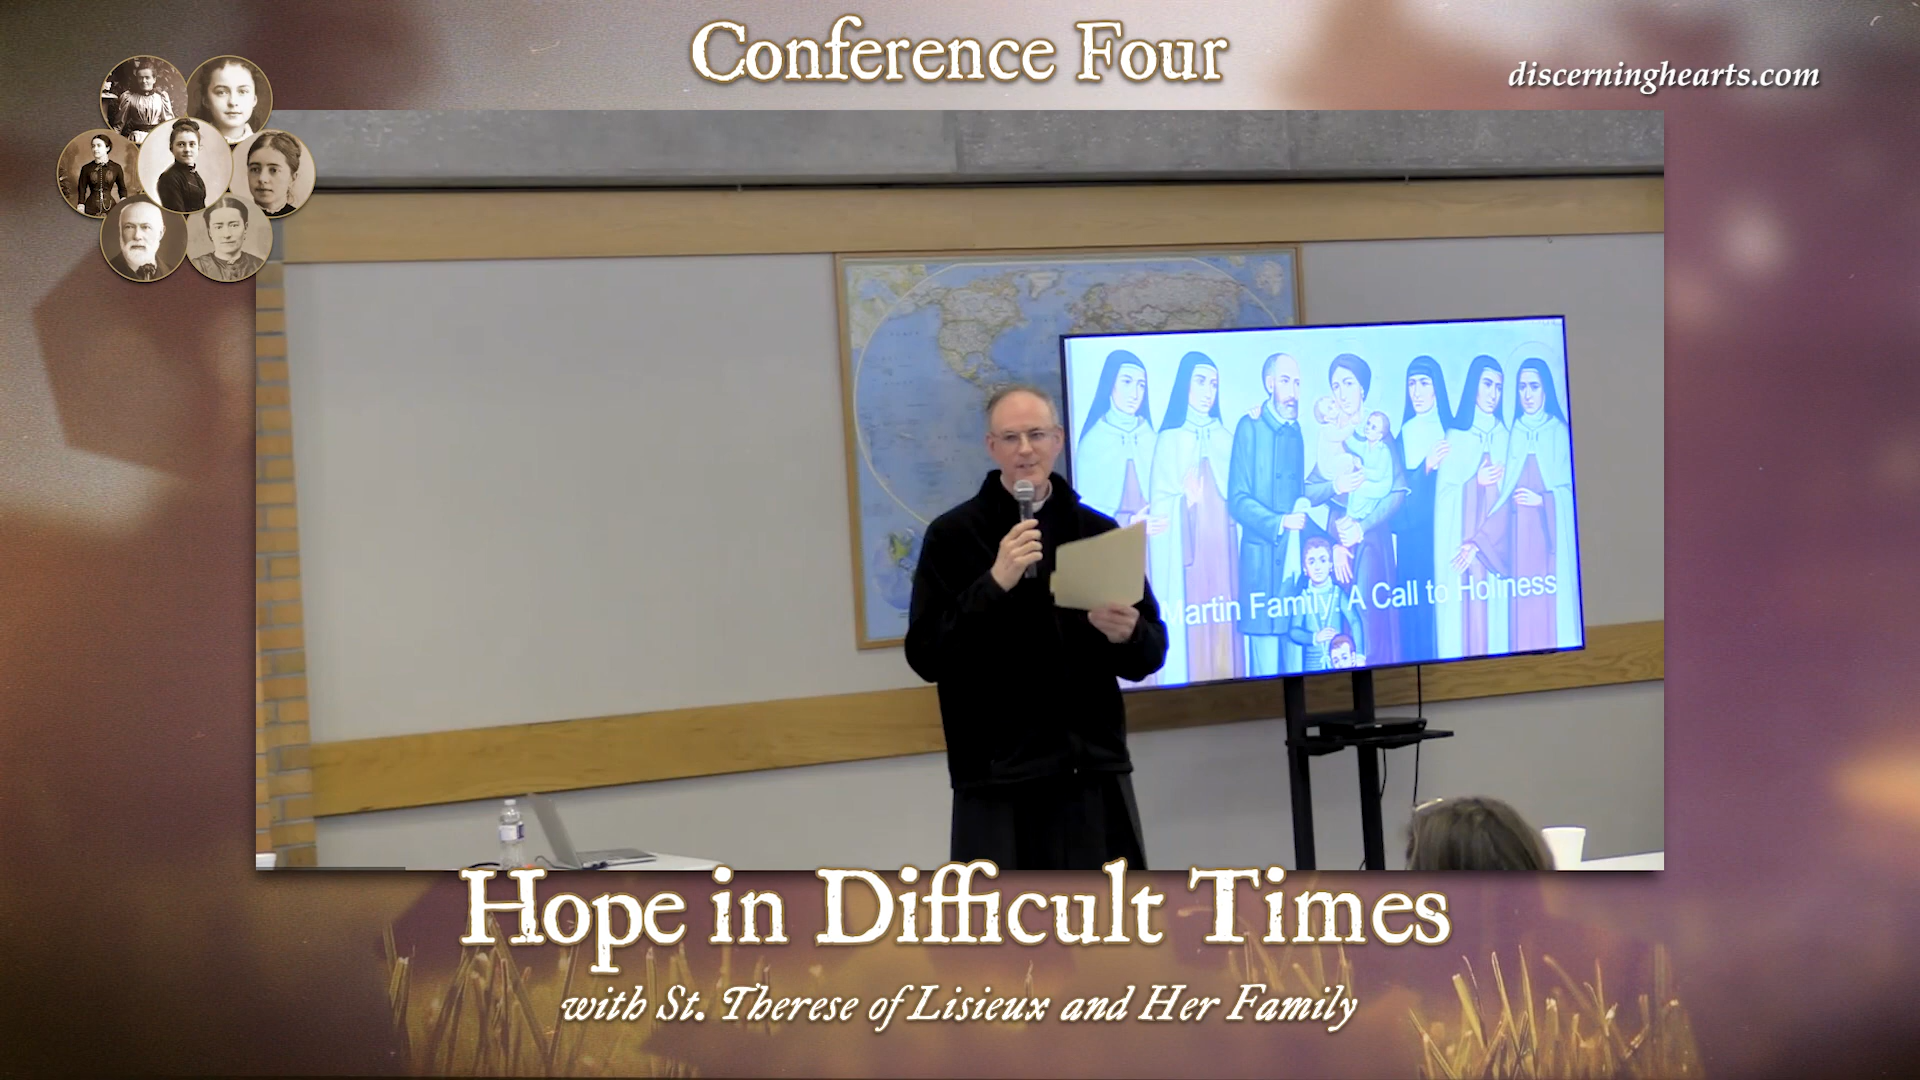 Conference Four
discerninghearts.com
Martin Family: A Call to Holiness
Hope in Difficult Times
with St. Therese of Lisieux and Her Family